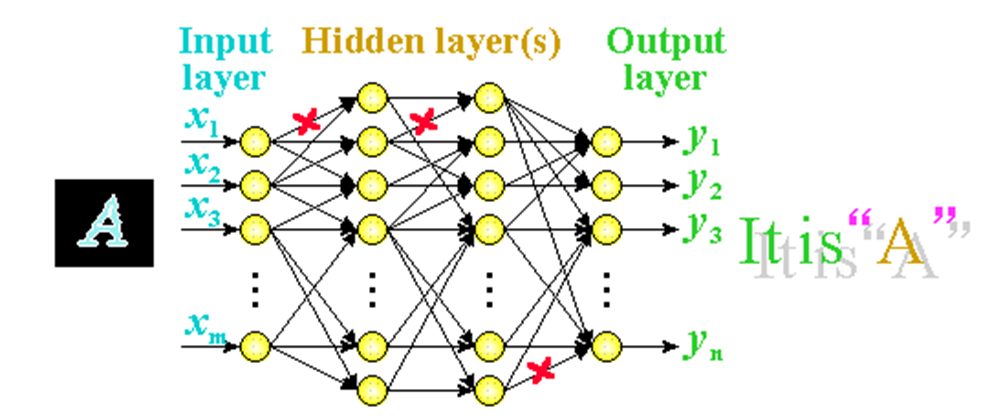 Input layer
Hidden layer(s)
Output layer
x1
x2
x3
xm
A
y1
y2
y3
yn
It is “A”